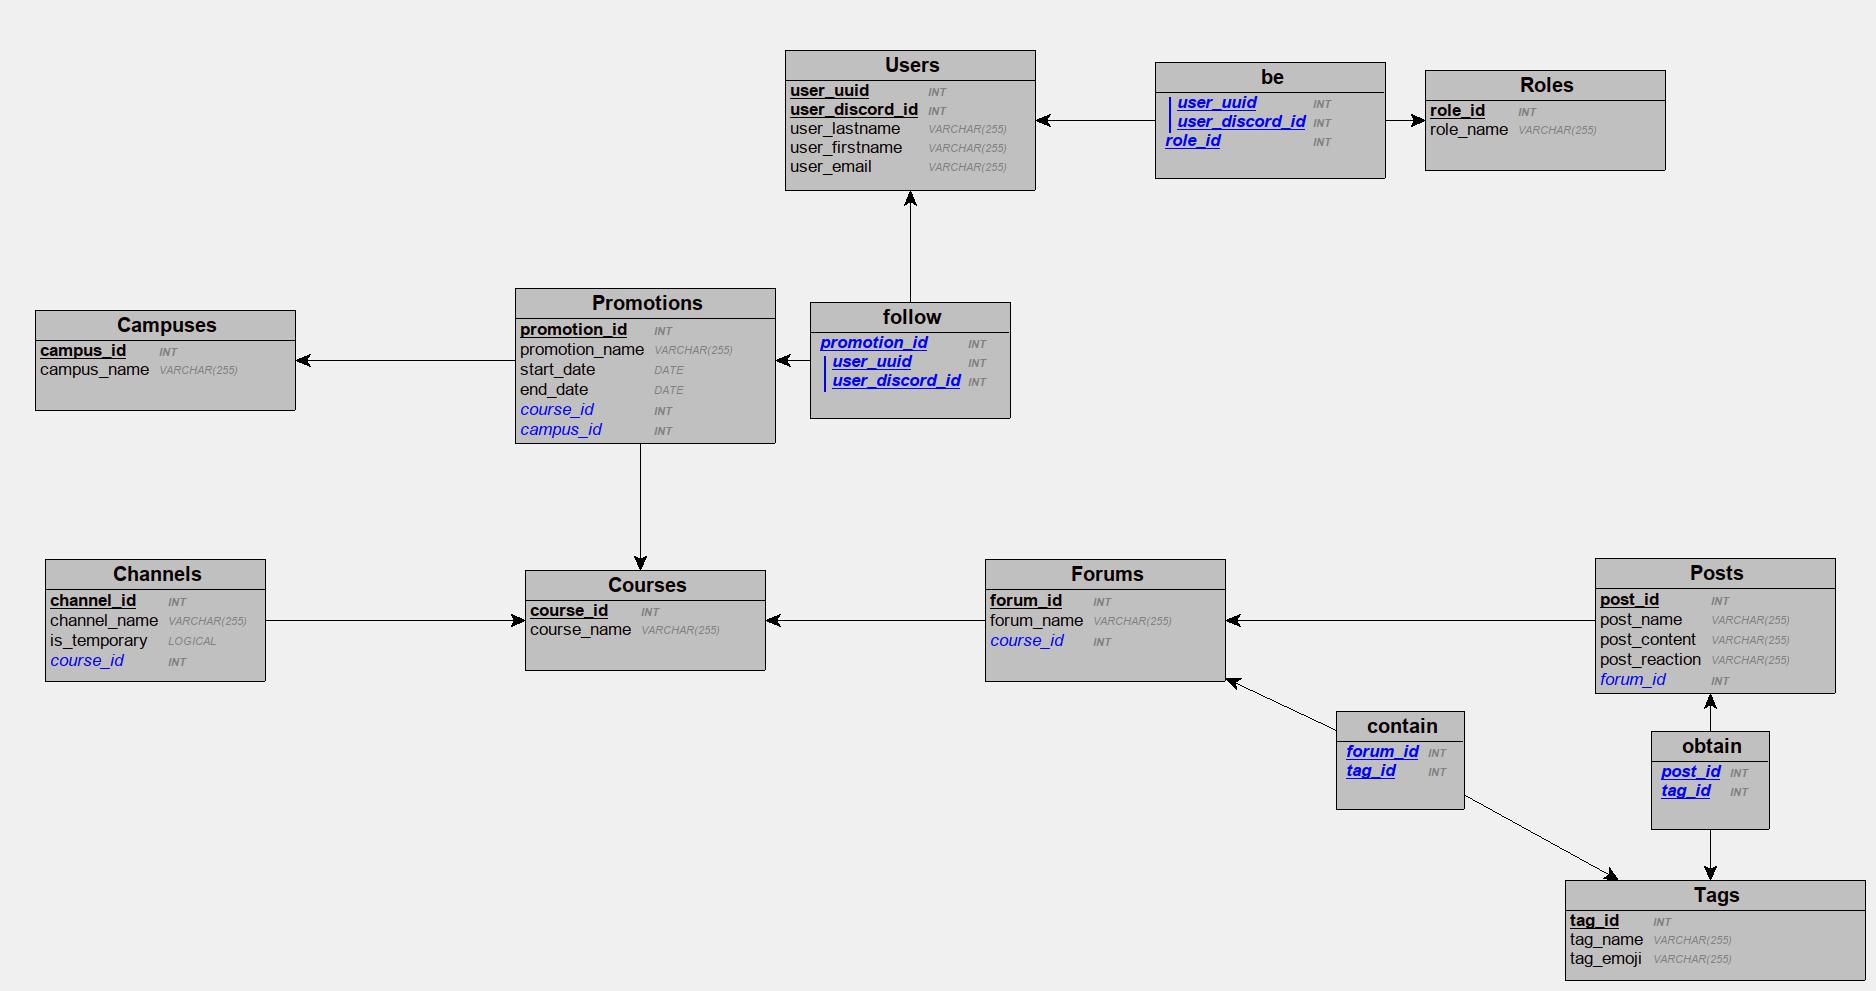 Users
user_uuid INT
user_discord_id INT
user_lastname VARCHAR(255)
user_firstname VARCHAR(255)
user_email VARCHAR(255)
be
user_uuid INT
user_discord_id INT
role_id INT
Roles
role_id INT
role_name VARCHAR(255)
Campuses
campus_id INT
campus_name VARCHAR(255)
Promotions
promotion_id INT
promotion_name VARCHAR(255)
start_date DATE
end_date DATE
course_id INT
campus_id INT
follow
promotion_id INT
user_uuid INT
user_discord_id INT
Channels
channel_id INT
channel_name VARCHAR(255)
is_temporary LOGICAL
course_id INT
Courses
course_id INT
course_name VARCHAR(255)
Forums
forum_id INT
forum_name VARCHAR(255)
course_id INT
Posts
post_id INT
post_name VARCHAR(255)
post_content VARCHAR(255)
post_reaction VARCHAR(255)
forum_id INT
contain
forum_id INT
tag_id INT
obtain
post_id INT
tag_id INT
Tags
tag_id INT
tag_name VARCHAR(255)
tag_emoji VARCHAR(255)